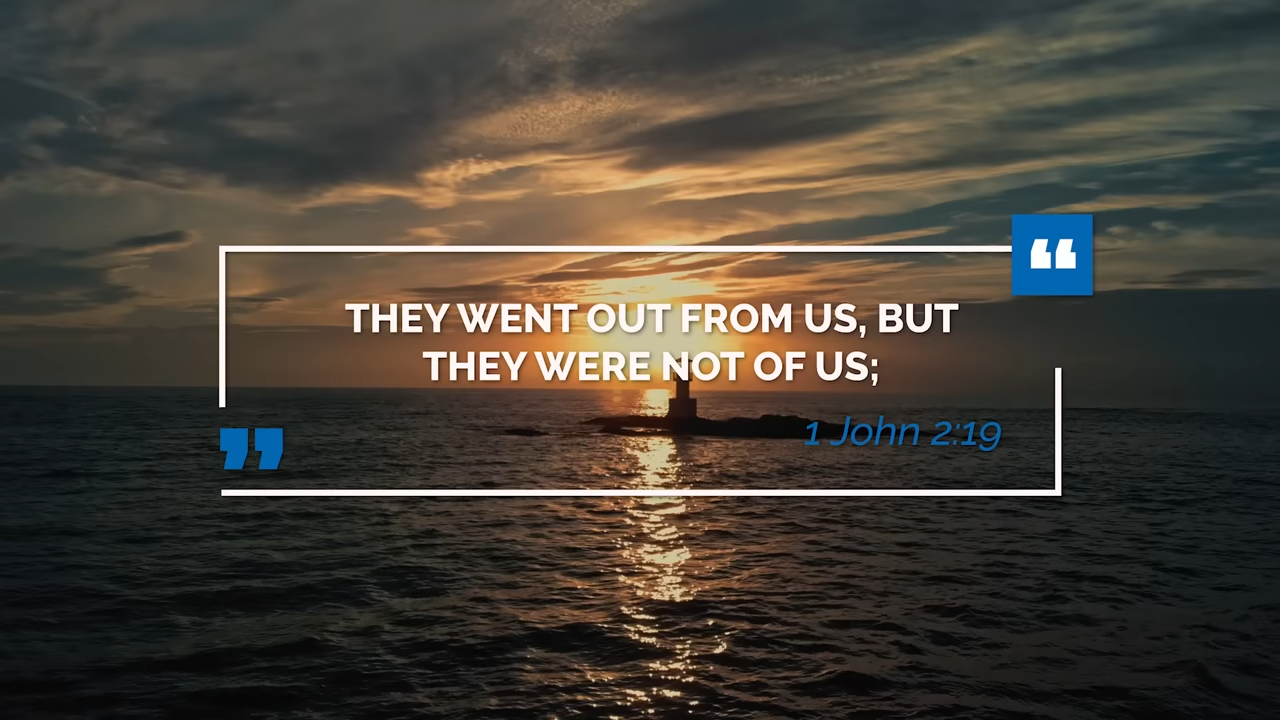 “
THEY WENT OUT FROM US, BUT
THEY WERE NOT OF US;
1 John 2:19
”